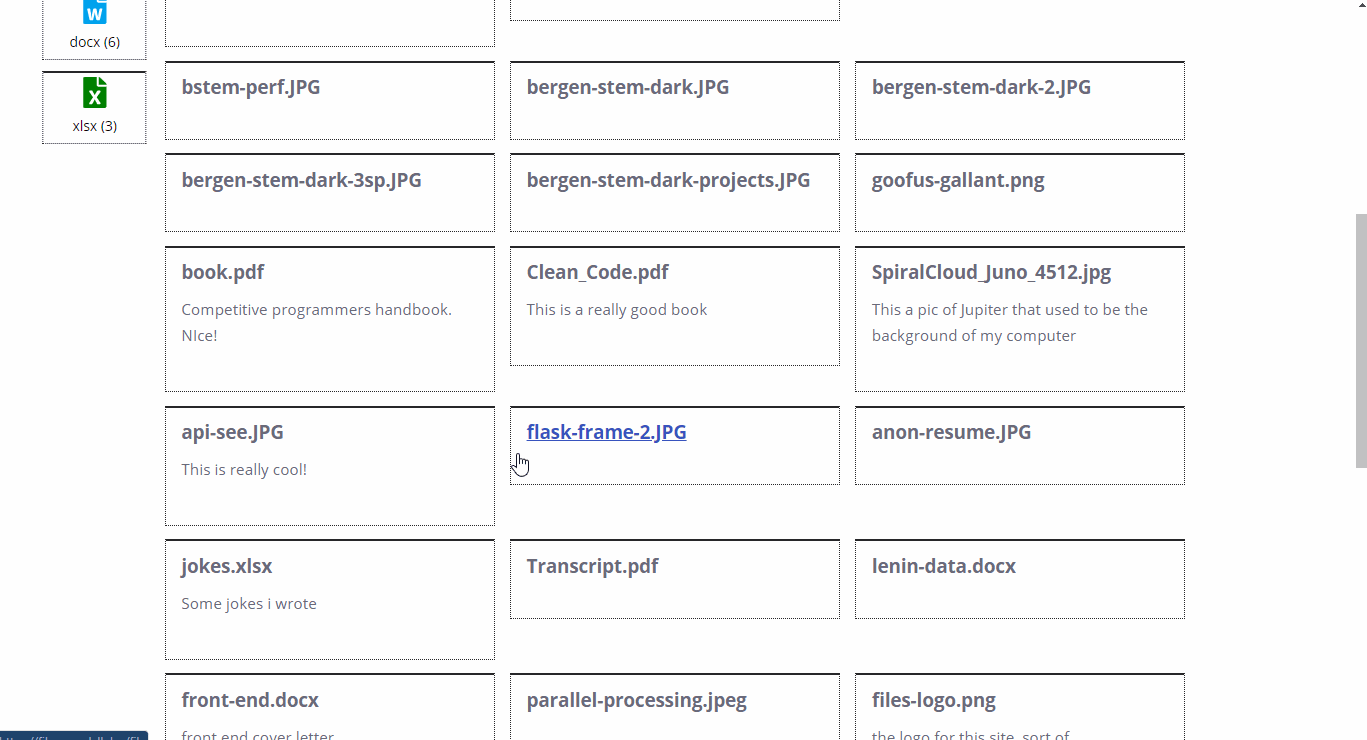 docx (6)
xlsx (3)
bstem-perf.JPG
bergen-stem-dark.JPG
bergen-stem-dark-2.JPG
bergen-stem-dark-3sp.JPG
bergen-stem-dark-projects.JPG
goofus-gallant.png
book.pdf
Competitive programmers handbook.
NIce!
Clean_Code.pdf
This is a really good book
SpiralCloud_Juno_4512.jpg
This a pic of Jupiter that used to be the
background of my computer
api-see.JPG
This is really cool!
flask-frame-2.JPG
anon-resume.JPG
jokes.xlsx
Some jokes i wrote
Transcript.pdf
lenin-data.docx
front-end.docx
front end cover letter
parallel-processing.jpeg
files-logo.png
the logo for this site, sort of